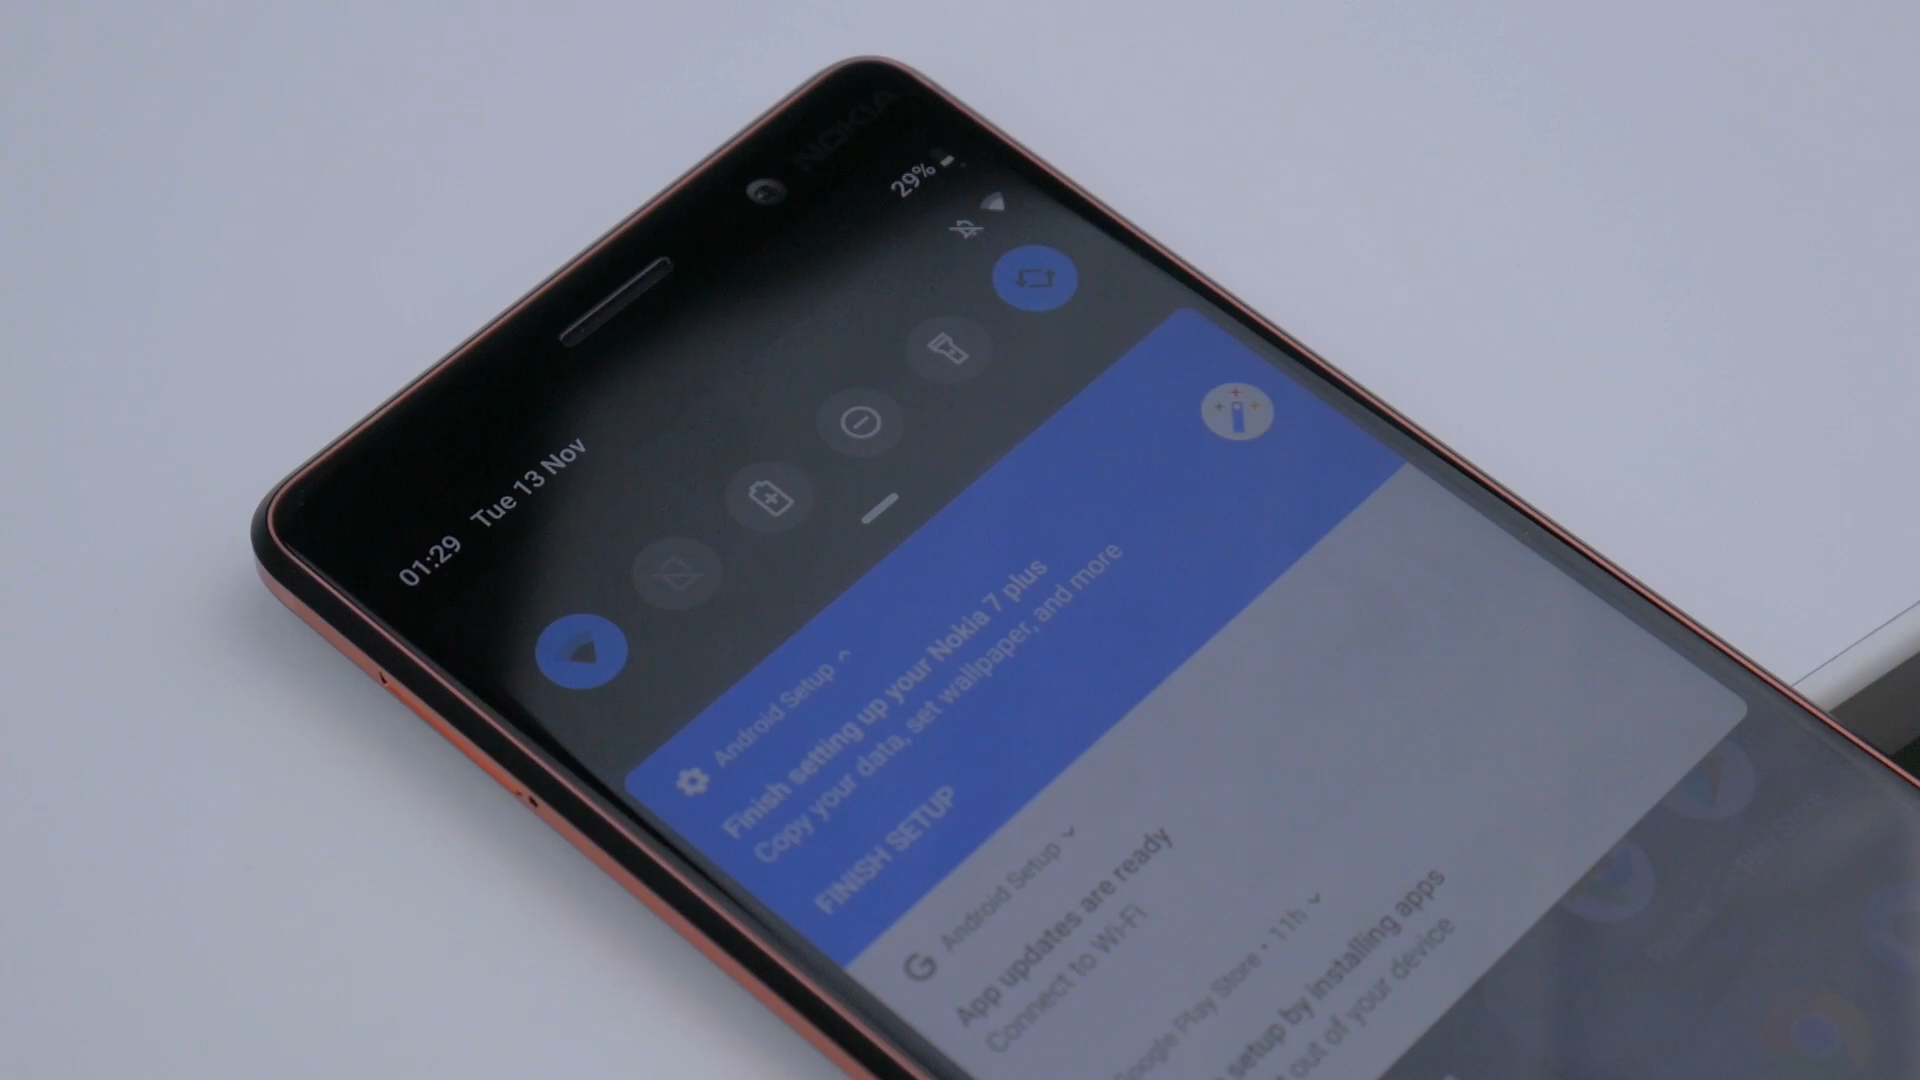 NOKIA
29%
01:29 Tue 13 Nov
Android Setup
Finish setting up your Nokia 7 plus
Copy your data, set wallpaper, and more
FINISH SETUP
G Android Setup
App updates are ready
Connect to Wi-Fi
Google Play Store • 11h
setup by installing apps
out of your device
Play Store